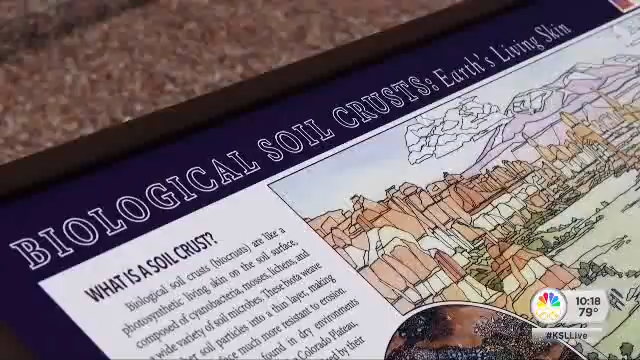 BIOLOGICAL SOIL CRUSTS: Earth's Living Skin
WHAT IS A SOIL CRUST?
Biological soil crusts (biocrusts) are like a
photosynthetic living skin on the soil surface,
composed of cyanobacteria, mosses, lichens, and
wide variety of soil microbes. These biota weave
soil particles into a thin layer, making
more resistant to erosion.
found in dry environments
Colorado Plateau.
10:18
79°
#KSLLive